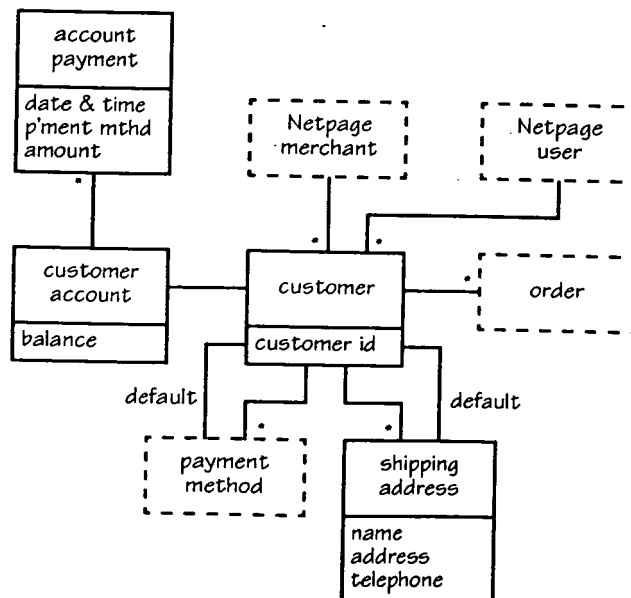 account
payment
date & time
p'ment mthd
amount
*
Netpage
merchant
Netpage
user
*
*
customer
account
balance
customer
customer id
*
order
default
default
*
*
payment
method
shipping
address
name
address
telephone